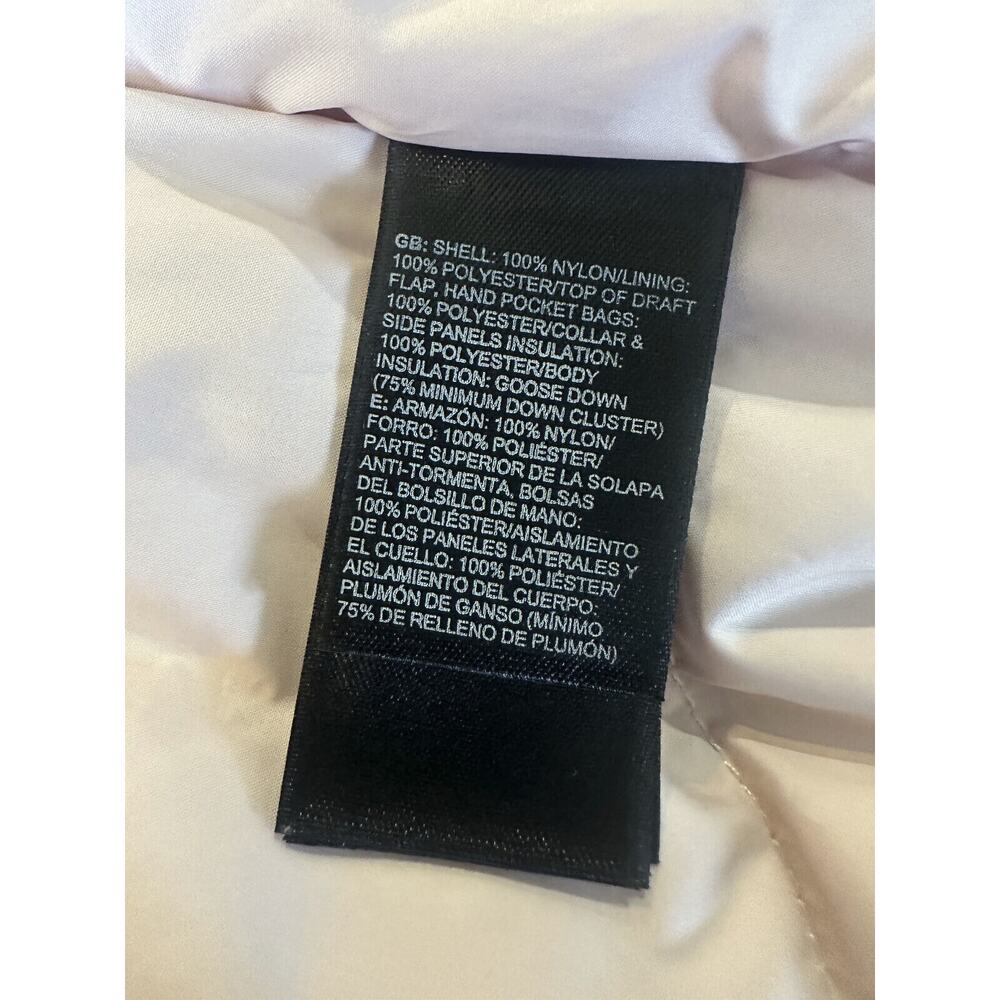 GB: SHELL: 100% NYLON/LINING:
100% POLYESTER/TOP OF DRAFT
FLAP, HAND POCKET BAGS:
100% POLYESTER/COLLAR &
SIDE PANELS INSULATION:
100% POLYESTER/BODY
INSULATION: GOOSE DOWN
(75% MINIMUM DOWN CLUSTER)
E: ARMAZÓN: 100% NYLON/
FORRO: 100% POLIÉSTER/
PARTE SUPERIOR DE LA SOLAPA
ANTI-TORMENTA, BOLSAS
DEL BOLSILLO DE MANO:
100% POLIÉSTER/AISLAMIENTO
DE LOS PANELES LATERALES Y
EL CUELLO: 100% POLIÉSTER/
AISLAMIENTO DEL CUERPO:
PLUMÓN DE GANSO (MÍNIMO
75% DE RELLENO DE PLUMÓN)